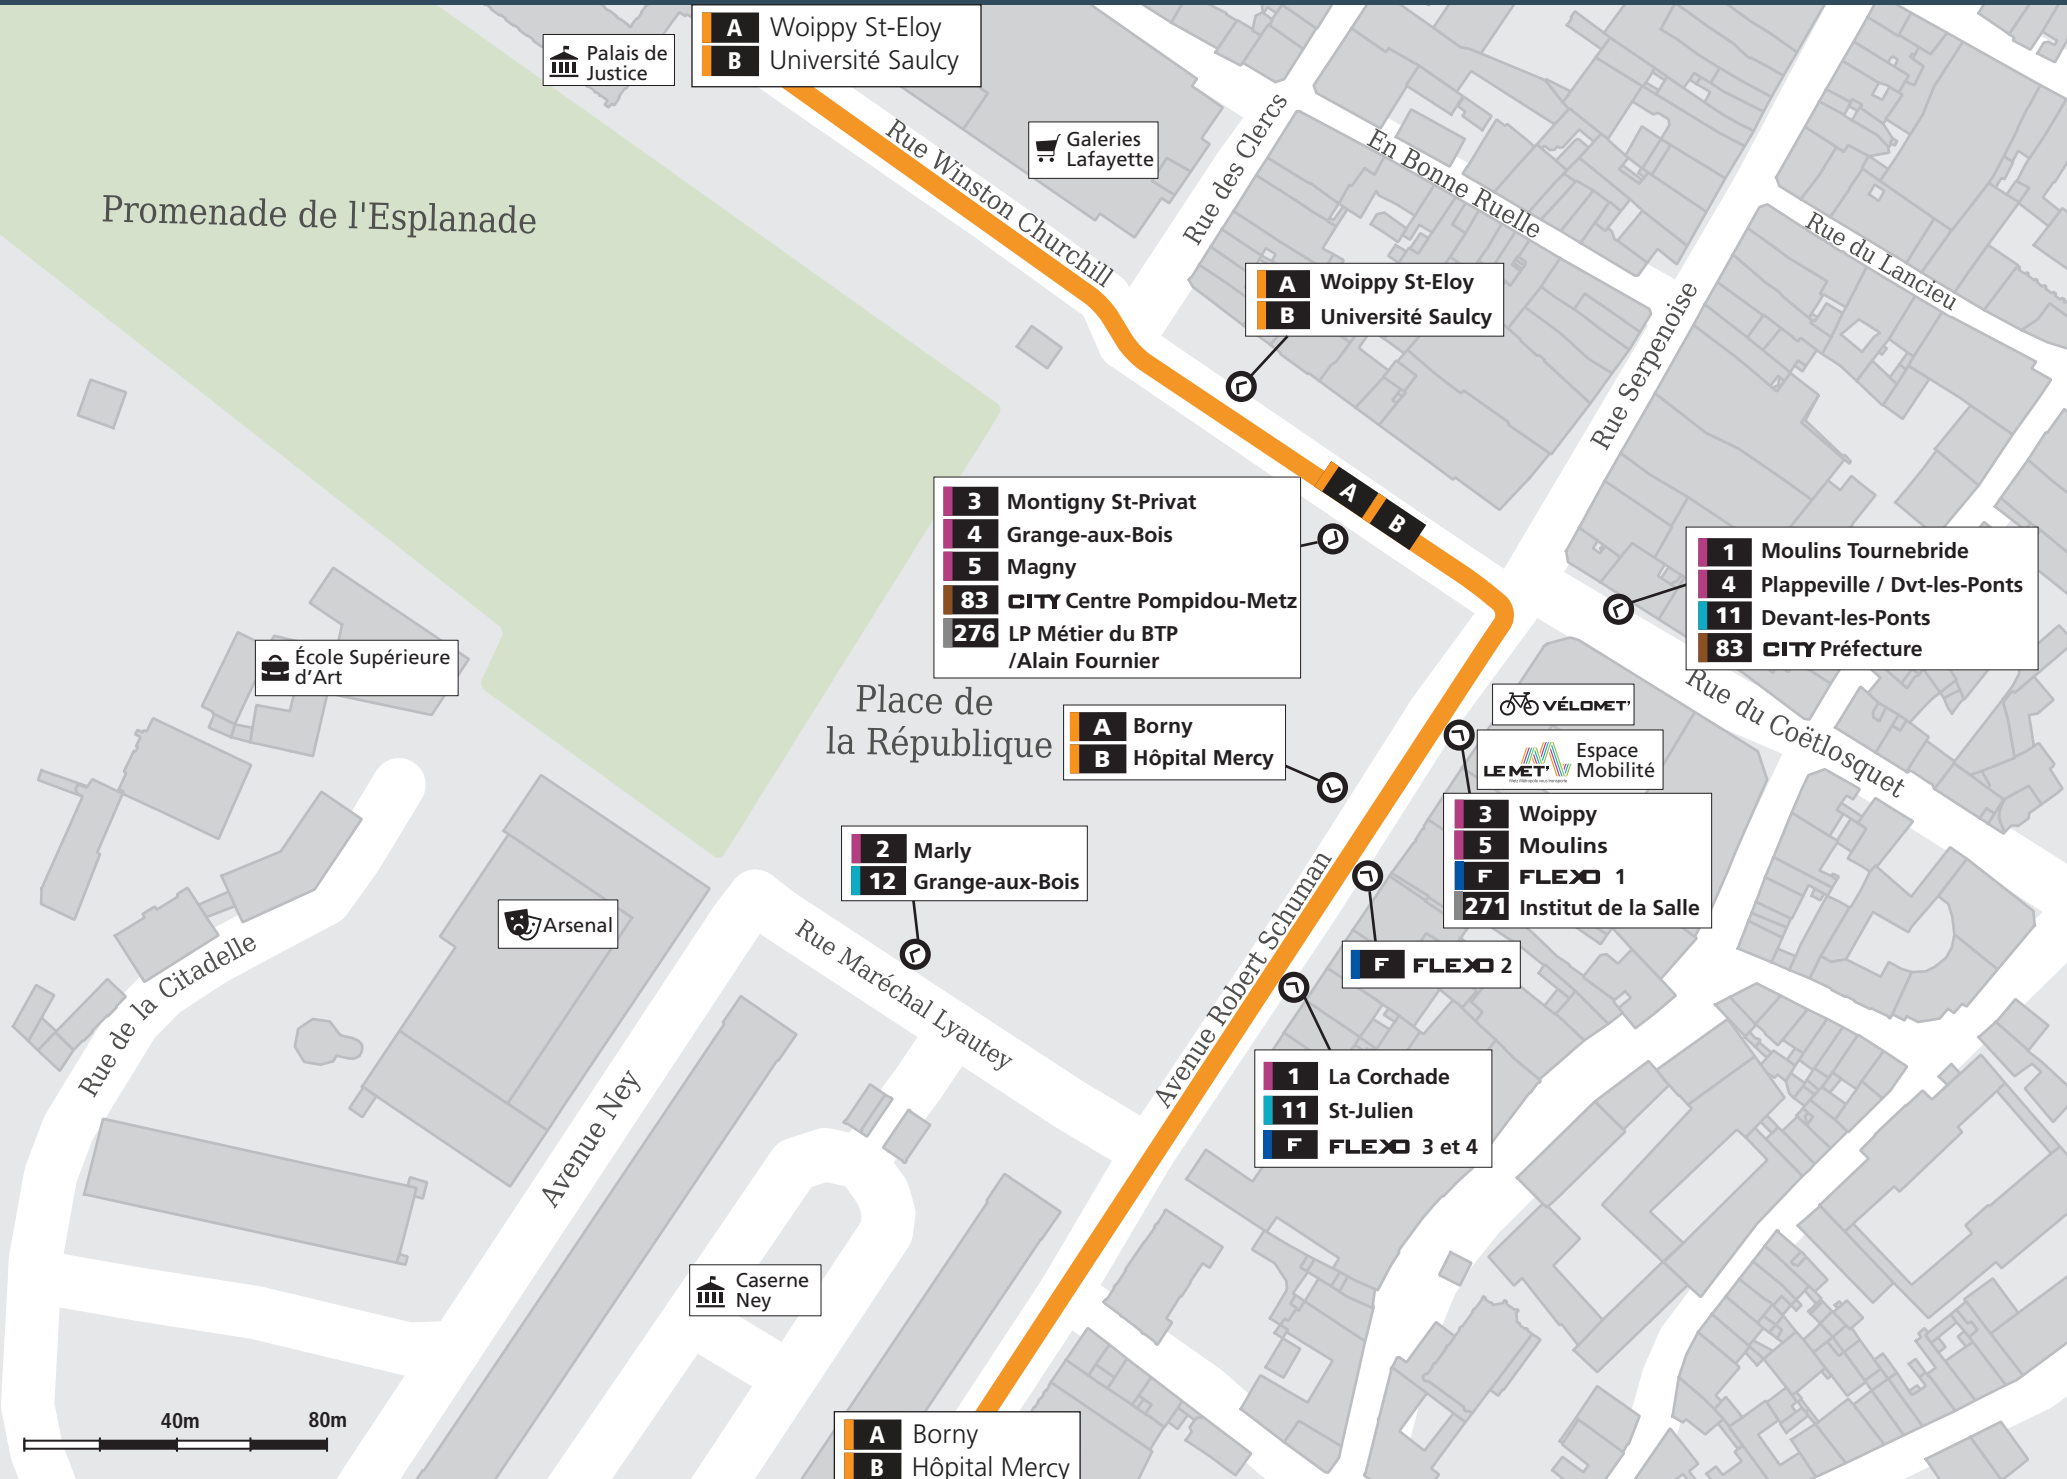 A Woippy St-Eloy
B Université Saulcy
Palais de
Justice
Galeries
Lafayette
Rue Winston Churchill
Rue des Clercs
En Bonne Ruelle
Rue du Lancieu
Promenade de l'Esplanade
A Woippy St-Eloy
B Université Saulcy
Rue Serpenoise
A B
3 Montigny St-Privat
4 Grange-aux-Bois
5 Magny
83 CITY Centre Pompidou-Metz
276 LP Métier du BTP
/Alain Fournier
1 Moulins Tournebride
4 Plappeville / Dvt-les-Ponts
11 Devant-les-Ponts
83 CITY Préfecture
École Supérieure
d'Art
Place de
la République
A Borny
B Hôpital Mercy
VÉLOMET'
Rue du Coëtlosquet
LE MET' Espace
Mobilité
3 Woippy
5 Moulins
F FLEXO 1
271 Institut de la Salle
2 Marly
12 Grange-aux-Bois
Arsenal
Rue Maréchal Lyautey
Avenue Robert Schuman
F FLEXO 2
Rue de la Citadelle
Avenue Ney
1 La Corchade
11 St-Julien
F FLEXO 3 et 4
Caserne
Ney
40m 80m
A Borny
B Hôpital Mercy